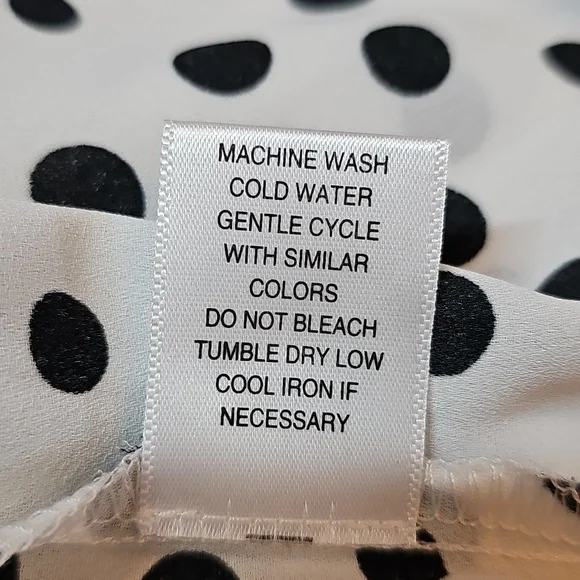 MACHINE WASH
COLD WATER
GENTLE CYCLE
WITH SIMILAR
COLORS
DO NOT BLEACH
TUMBLE DRY LOW
COOL IRON IF
NECESSARY